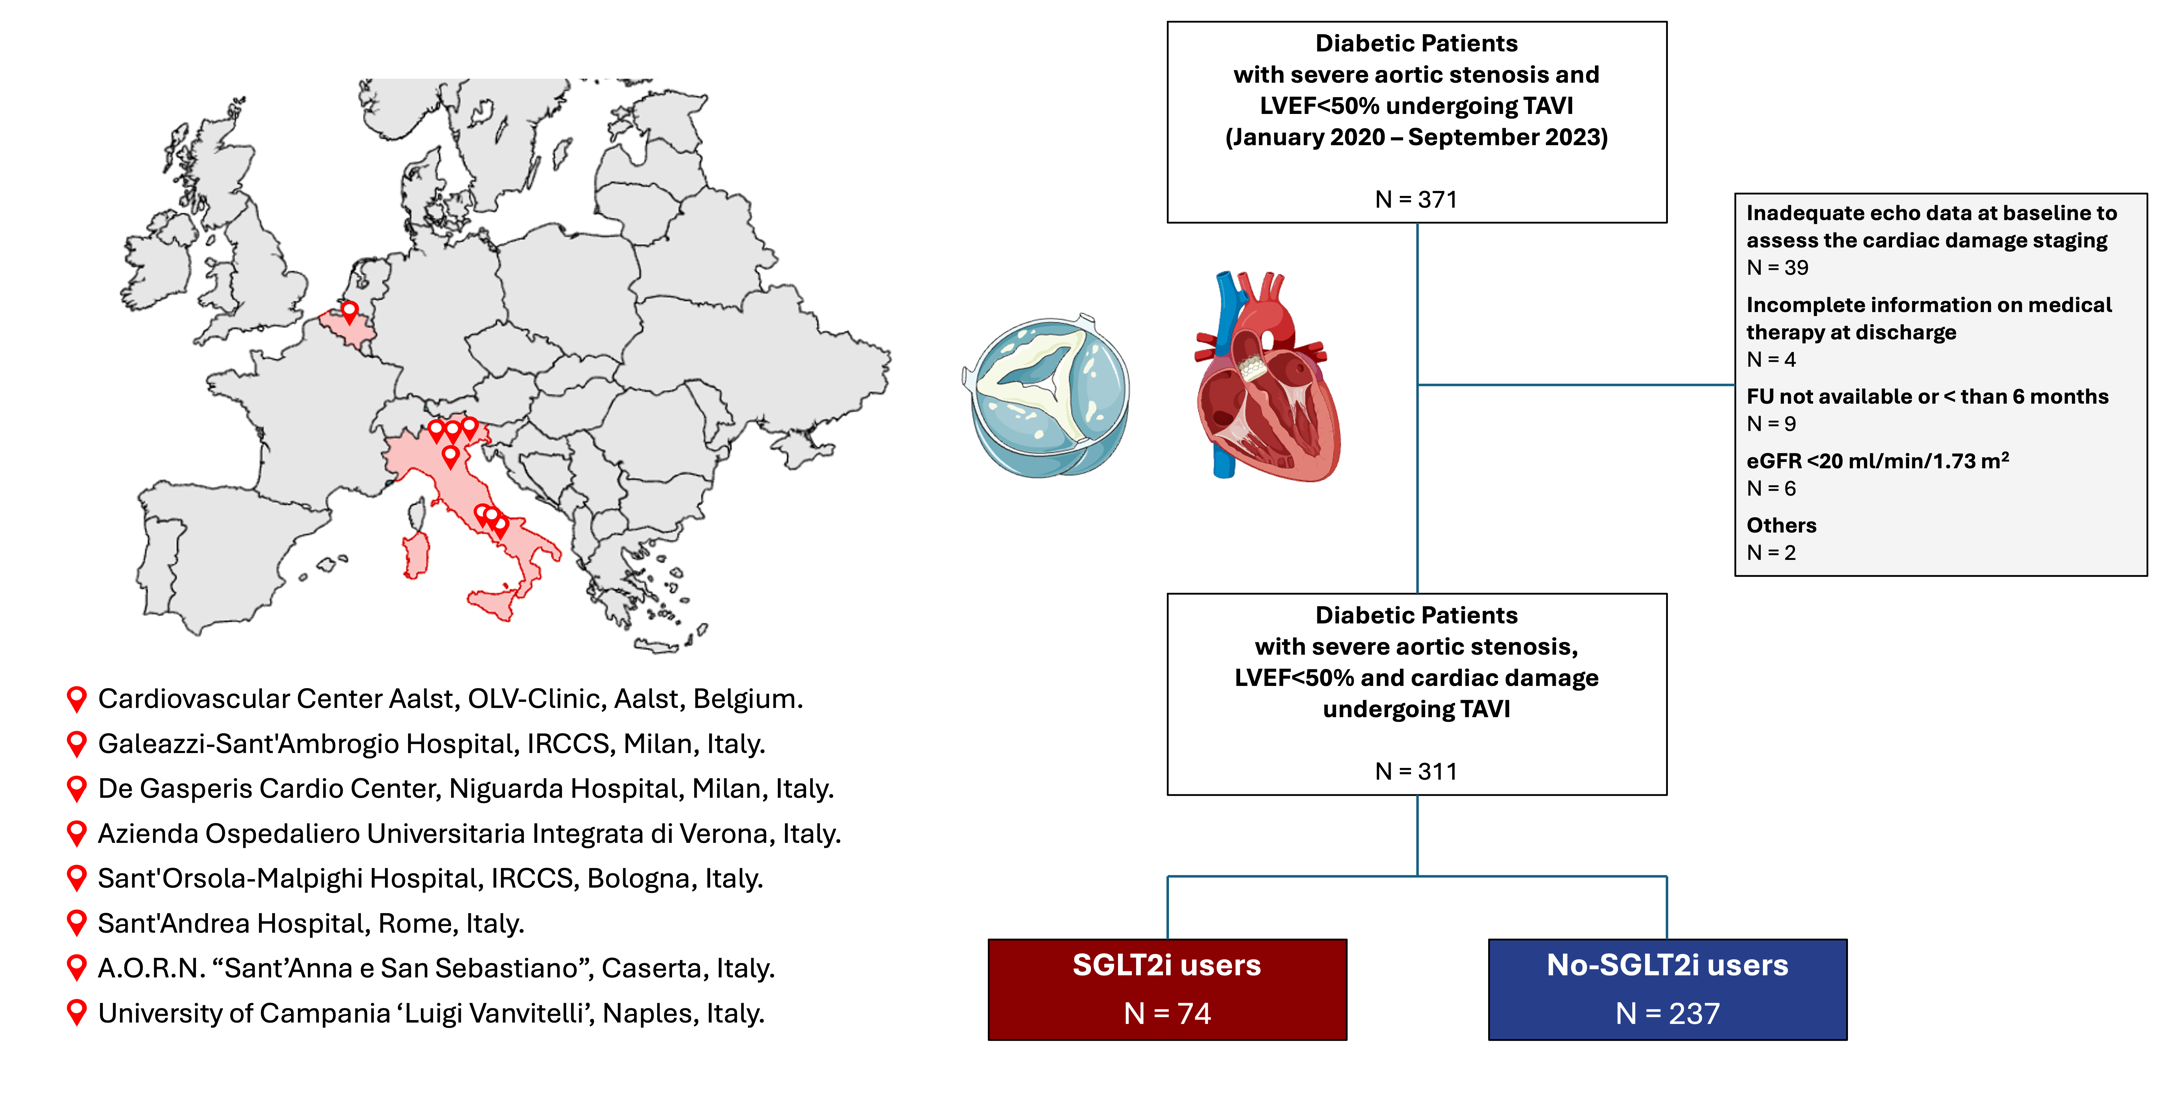 Diabetic Patients
with severe aortic stenosis and
LVEF<50% undergoing TAVI
(January 2020 – September 2023)
N = 371
Inadequate echo data at baseline to
assess the cardiac damage staging
N = 39
Incomplete information on medical
therapy at discharge
N = 4
FU not available or < than 6 months
N = 9
eGFR <20 ml/min/1.73 m²
N = 6
Others
N = 2
Diabetic Patients
with severe aortic stenosis,
LVEF<50% and cardiac damage
undergoing TAVI
N = 311
SGLT2i users
N = 74
No-SGLT2i users
N = 237
Cardiovascular Center Aalst, OLV-Clinic, Aalst, Belgium.
Galeazzi-Sant'Ambrogio Hospital, IRCCS, Milan, Italy.
De Gasperis Cardio Center, Niguarda Hospital, Milan, Italy.
Azienda Ospedaliero Universitaria Integrata di Verona, Italy.
Sant'Orsola-Malpighi Hospital, IRCCS, Bologna, Italy.
Sant'Andrea Hospital, Rome, Italy.
A.O.R.N. “Sant’Anna e San Sebastiano”, Caserta, Italy.
University of Campania ‘Luigi Vanvitelli’, Naples, Italy.